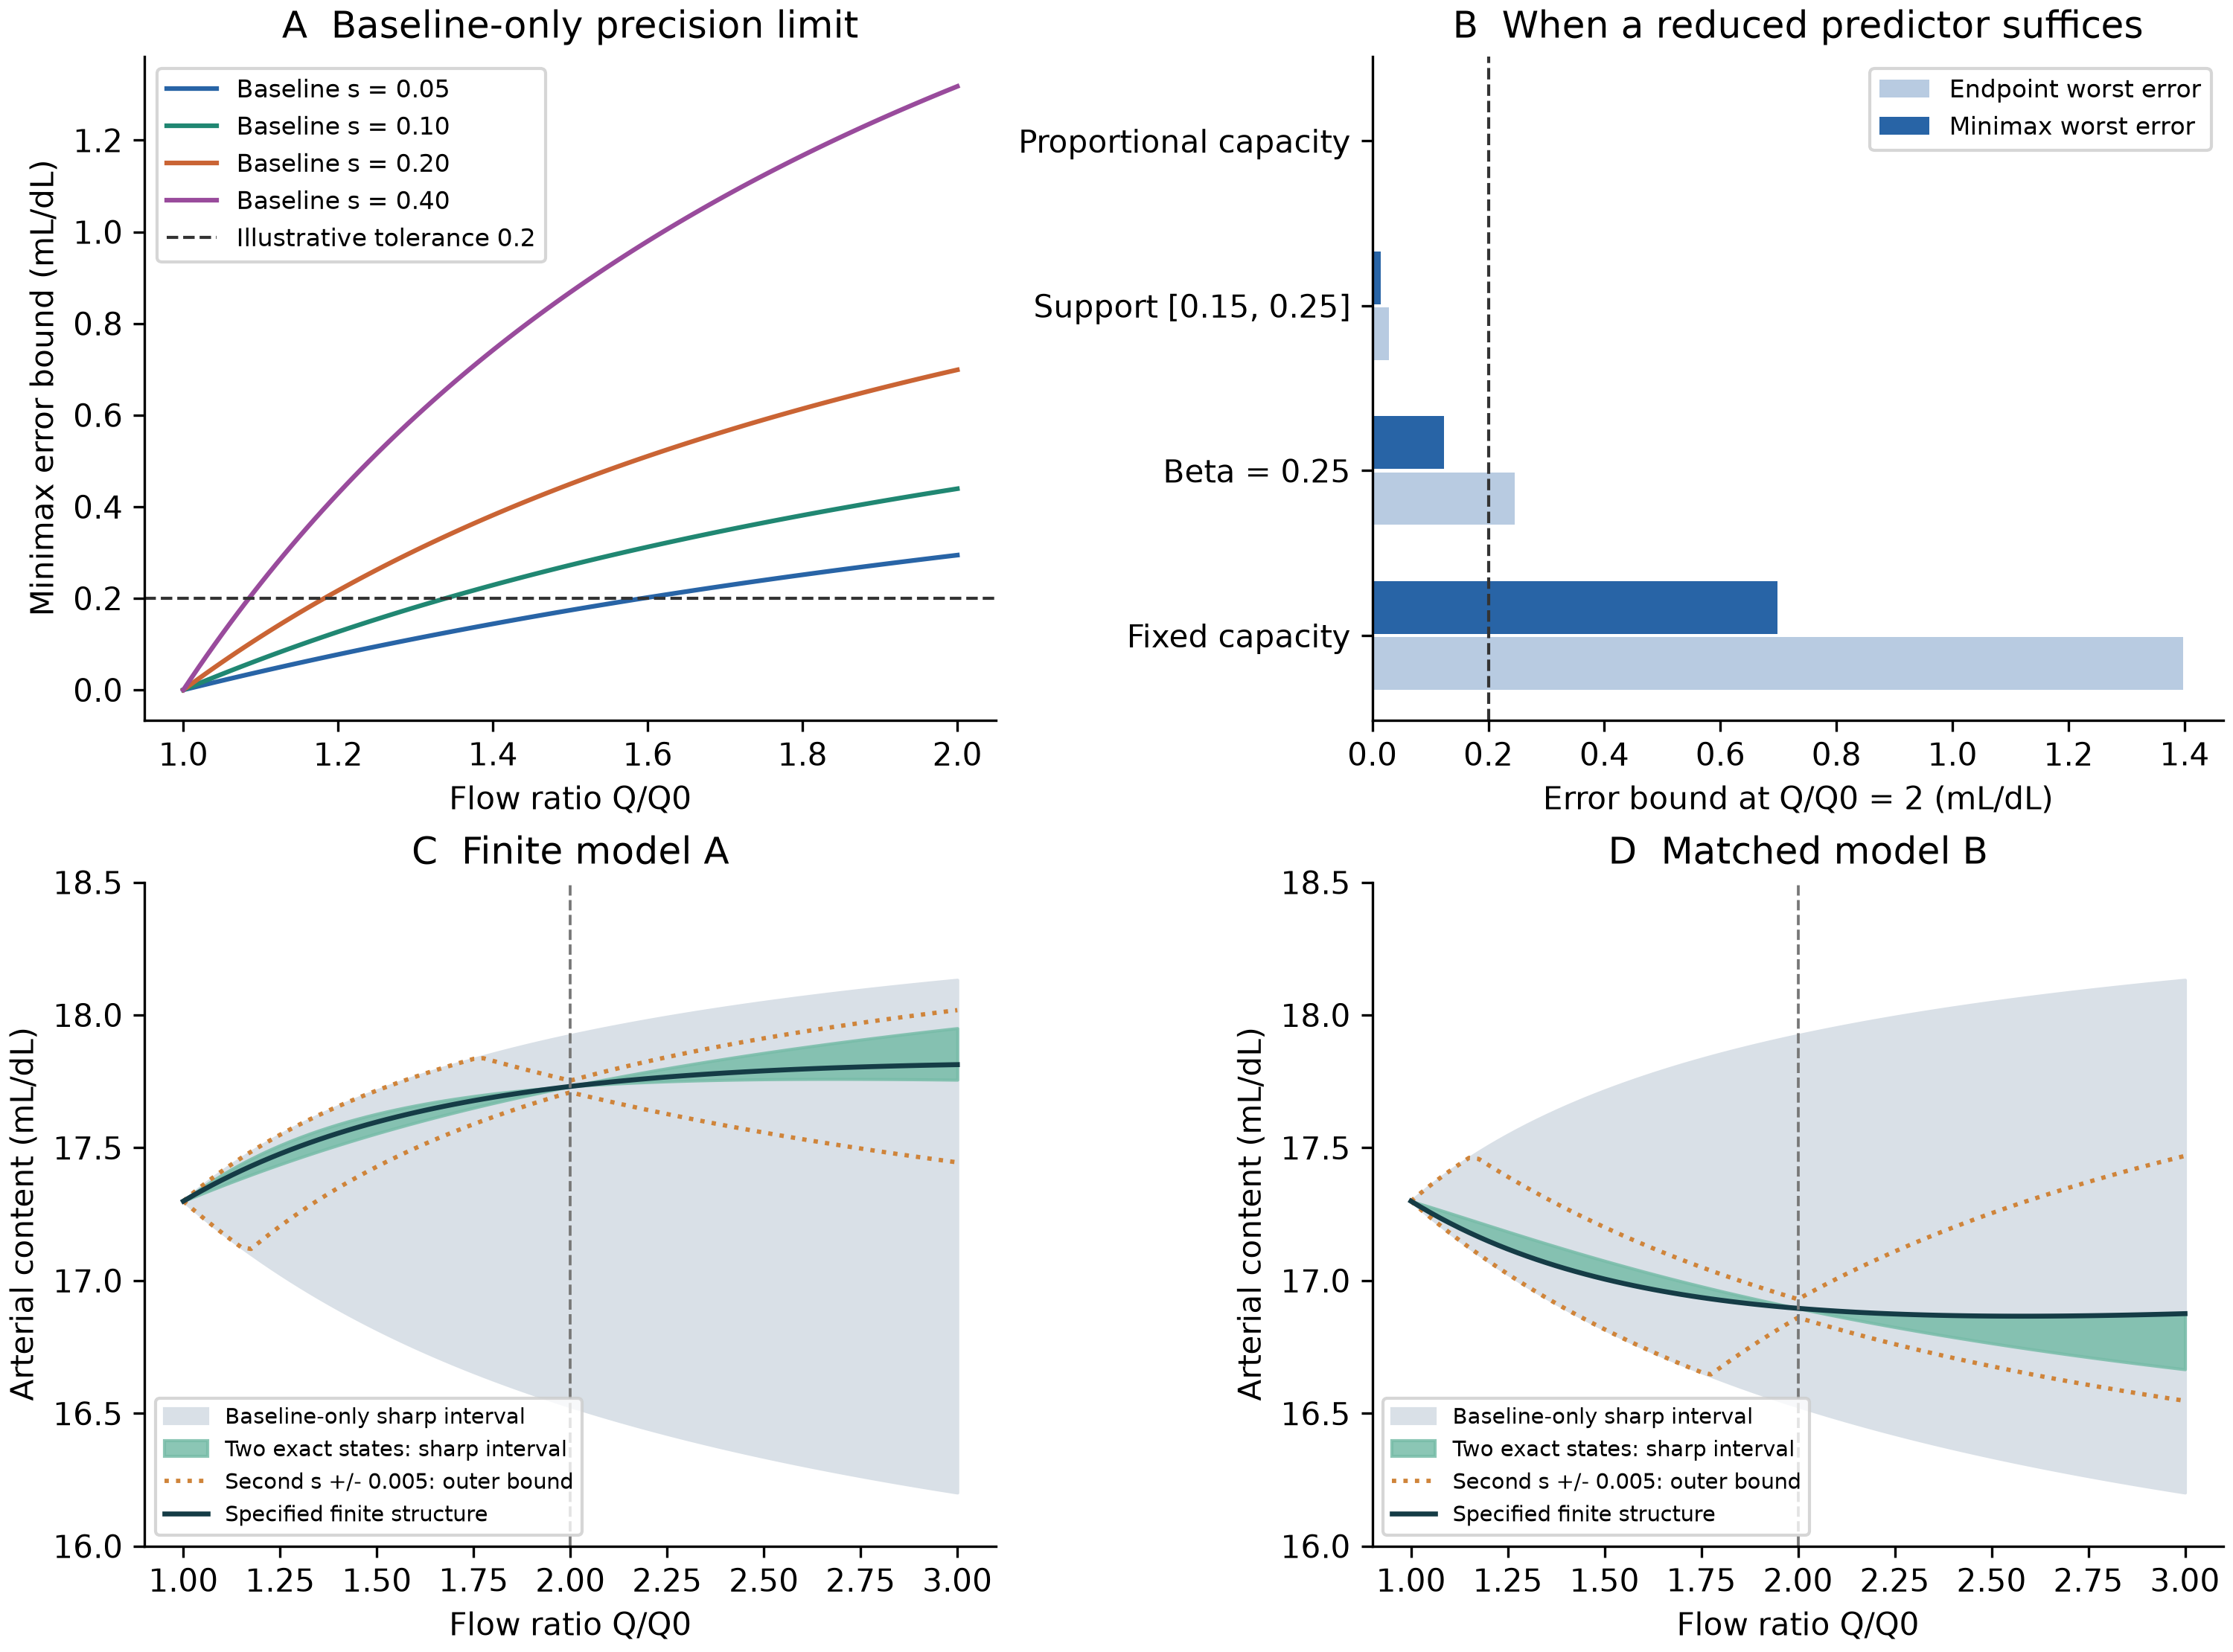 A  Baseline-only precision limit
Minimax error bound (mL/dL)
1.2
1.0
0.8
0.6
0.4
0.2
0.0
Baseline s = 0.05
Baseline s = 0.10
Baseline s = 0.20
Baseline s = 0.40
Illustrative tolerance 0.2
1.0 1.2 1.4 1.6 1.8 2.0
Flow ratio Q/Q0
B  When a reduced predictor suffices
Endpoint worst error
Minimax worst error
Proportional capacity
Support [0.15, 0.25]
Beta = 0.25
Fixed capacity
0.0 0.2 0.4 0.6 0.8 1.0 1.2 1.4
Error bound at Q/Q0 = 2 (mL/dL)
C  Finite model A
Arterial content (mL/dL)
18.5
18.0
17.5
17.0
16.5
16.0
Baseline-only sharp interval
Two exact states: sharp interval
Second s +/- 0.005: outer bound
Specified finite structure
1.00 1.25 1.50 1.75 2.00 2.25 2.50 2.75 3.00
Flow ratio Q/Q0
D  Matched model B
Arterial content (mL/dL)
18.5
18.0
17.5
17.0
16.5
16.0
Baseline-only sharp interval
Two exact states: sharp interval
Second s +/- 0.005: outer bound
Specified finite structure
1.00 1.25 1.50 1.75 2.00 2.25 2.50 2.75 3.00
Flow ratio Q/Q0